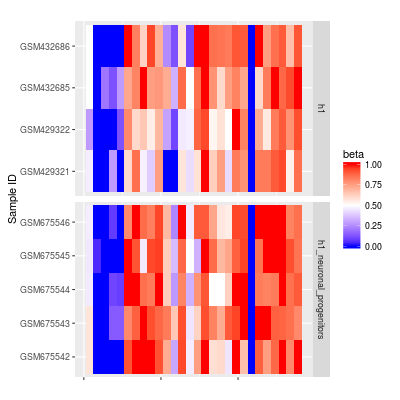 GSM432686
GSM432685
GSM429322
GSM429321
h1
GSM675546
GSM675545
GSM675544
GSM675543
GSM675542
h1_neuronal_progenitors
Sample ID
beta
1.00
0.75
0.50
0.25
0.00